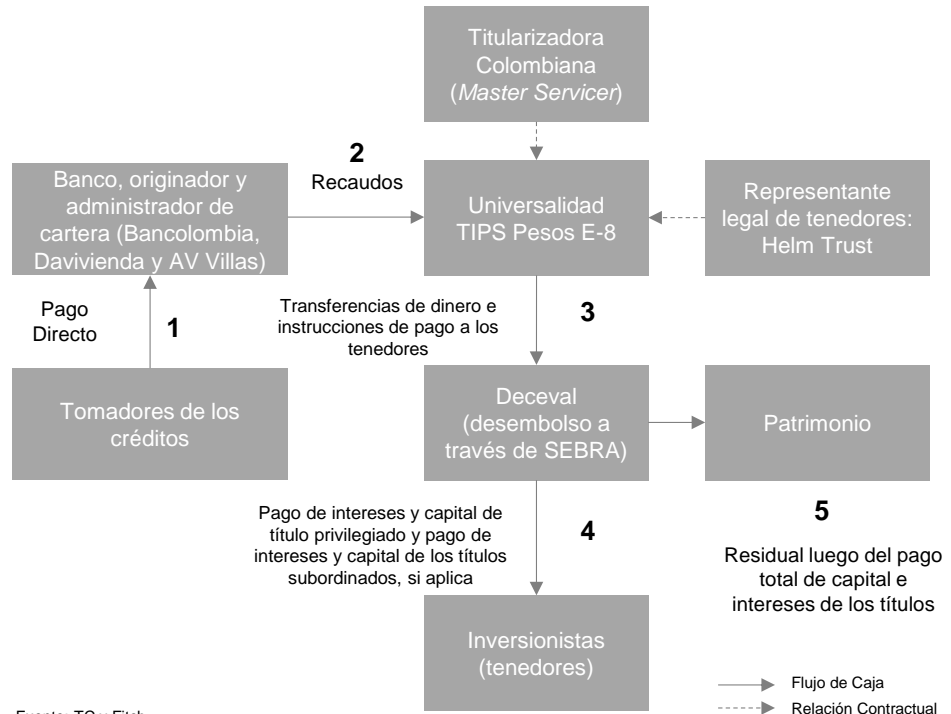 Titularizadora
Colombiana
(Master Servicer)
2
Recaudos
Banco, originador y
administrador de
cartera (Bancolombia,
Davivienda y AV Villas)
Universalidad
TIPS Pesos E-8
Representante
legal de tenedores:
Helm Trust
Pago
Directo
1
Transferencias de dinero e
instrucciones de pago a los
tenedores
3
Tomadores de los
créditos
Deceval
(desembolso a
través de SEBRA)
Patrimonio
Pago de intereses y capital de
título privilegiado y pago de
intereses y capital de los títulos
subordinados, si aplica
4
5
Residual luego del pago
total de capital e
intereses de los títulos
Inversionistas
(tenedores)
Flujo de Caja
Relación Contractual
Fuente: TC y Fitch